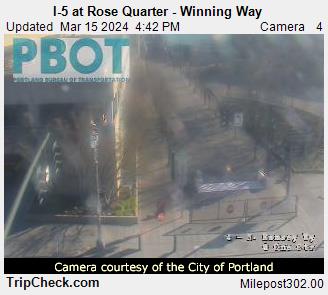 I-5 at Rose Quarter - Winning Way
Updated Mar 15 2024 4:42 PM Camera 4
PBOT
PORTLAND BUREAU OF TRANSPORTATION
Camera courtesy of the City of Portland
TripCheck.com Milepost302.00